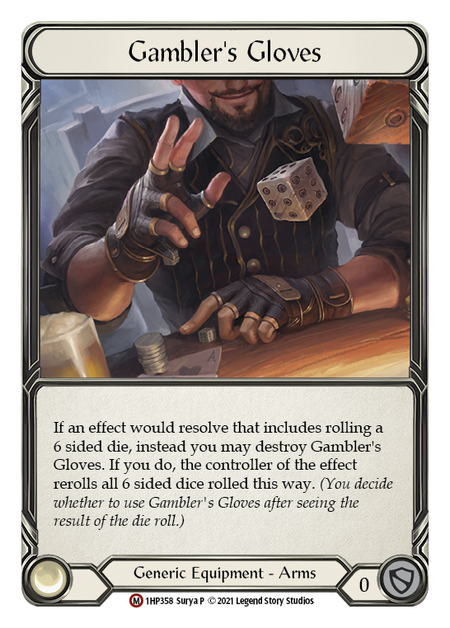 Gambler's Gloves
If an effect would resolve that includes rolling a
6 sided die, instead you may destroy Gambler's
Gloves. If you do, the controller of the effect
rerolls all 6 sided dice rolled this way. (You decide
whether to use Gambler's Gloves after seeing the
result of the die roll.)
Generic Equipment - Arms
0
M 1HP358 Surya P © 2021 Legend Story Studios